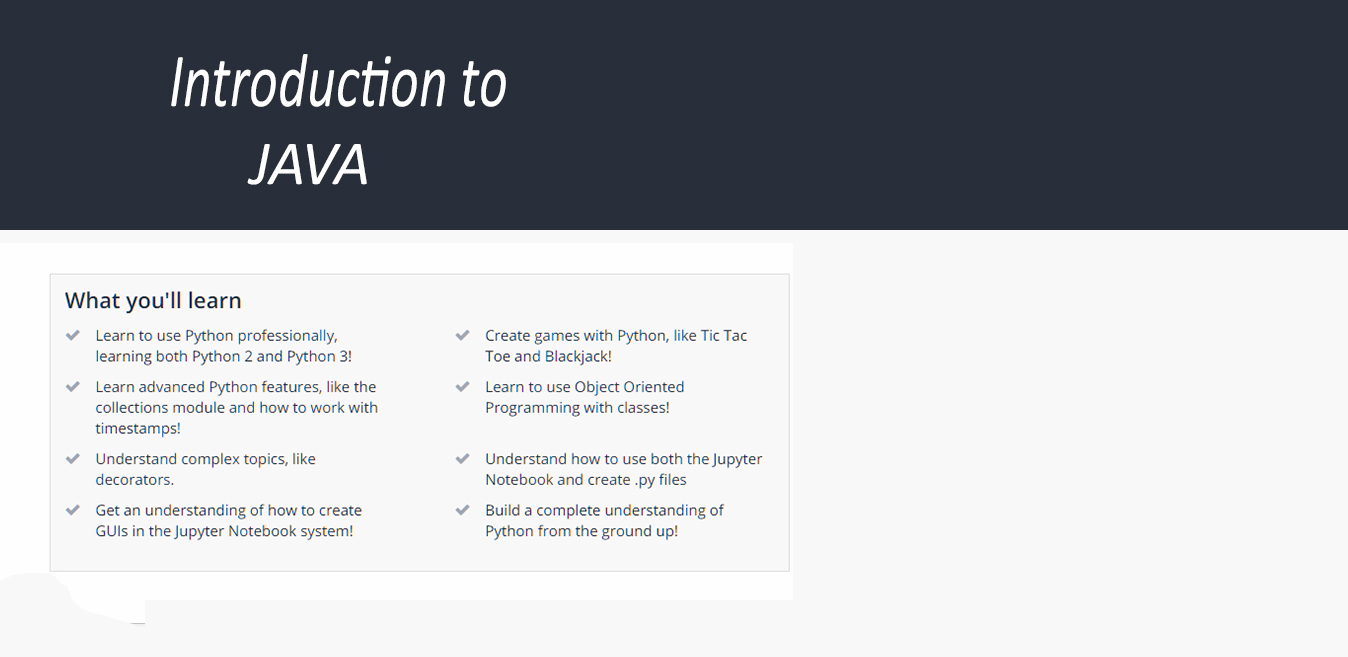 Introduction to
JAVA
What you'll learn
Learn to use Python professionally,
learning both Python 2 and Python 3!
Learn advanced Python features, like the
collections module and how to work with
timestamps!
Understand complex topics, like
decorators.
Get an understanding of how to create
GUIs in the Jupyter Notebook system!
Create games with Python, like Tic Tac
Toe and Blackjack!
Learn to use Object Oriented
Programming with classes!
Understand how to use both the Jupyter
Notebook and create .py files
Build a complete understanding of
Python from the ground up!